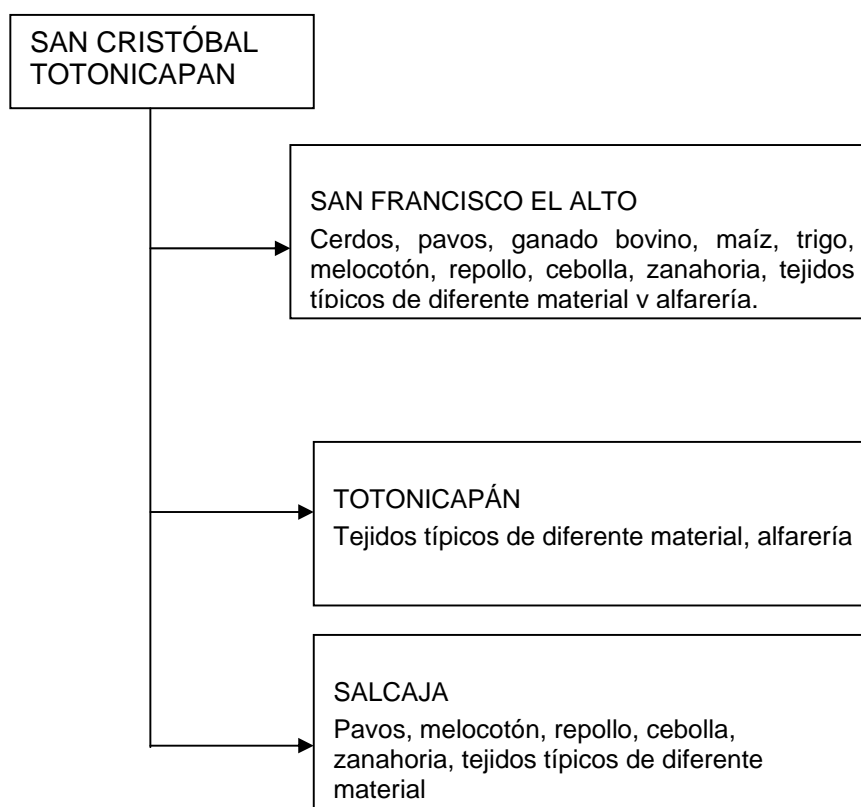 SAN CRISTÓBAL
TOTONICAPAN
SAN FRANCISCO EL ALTO
Cerdos, pavos, ganado bovino, maíz, trigo,
melocotón, repollo, cebolla, zanahoria, tejidos
típicos de diferente material y alfarería.
TOTONICAPÁN
Tejidos típicos de diferente material, alfarería
SALCAJA
Pavos, melocotón, repollo, cebolla,
zanahoria, tejidos típicos de diferente
material